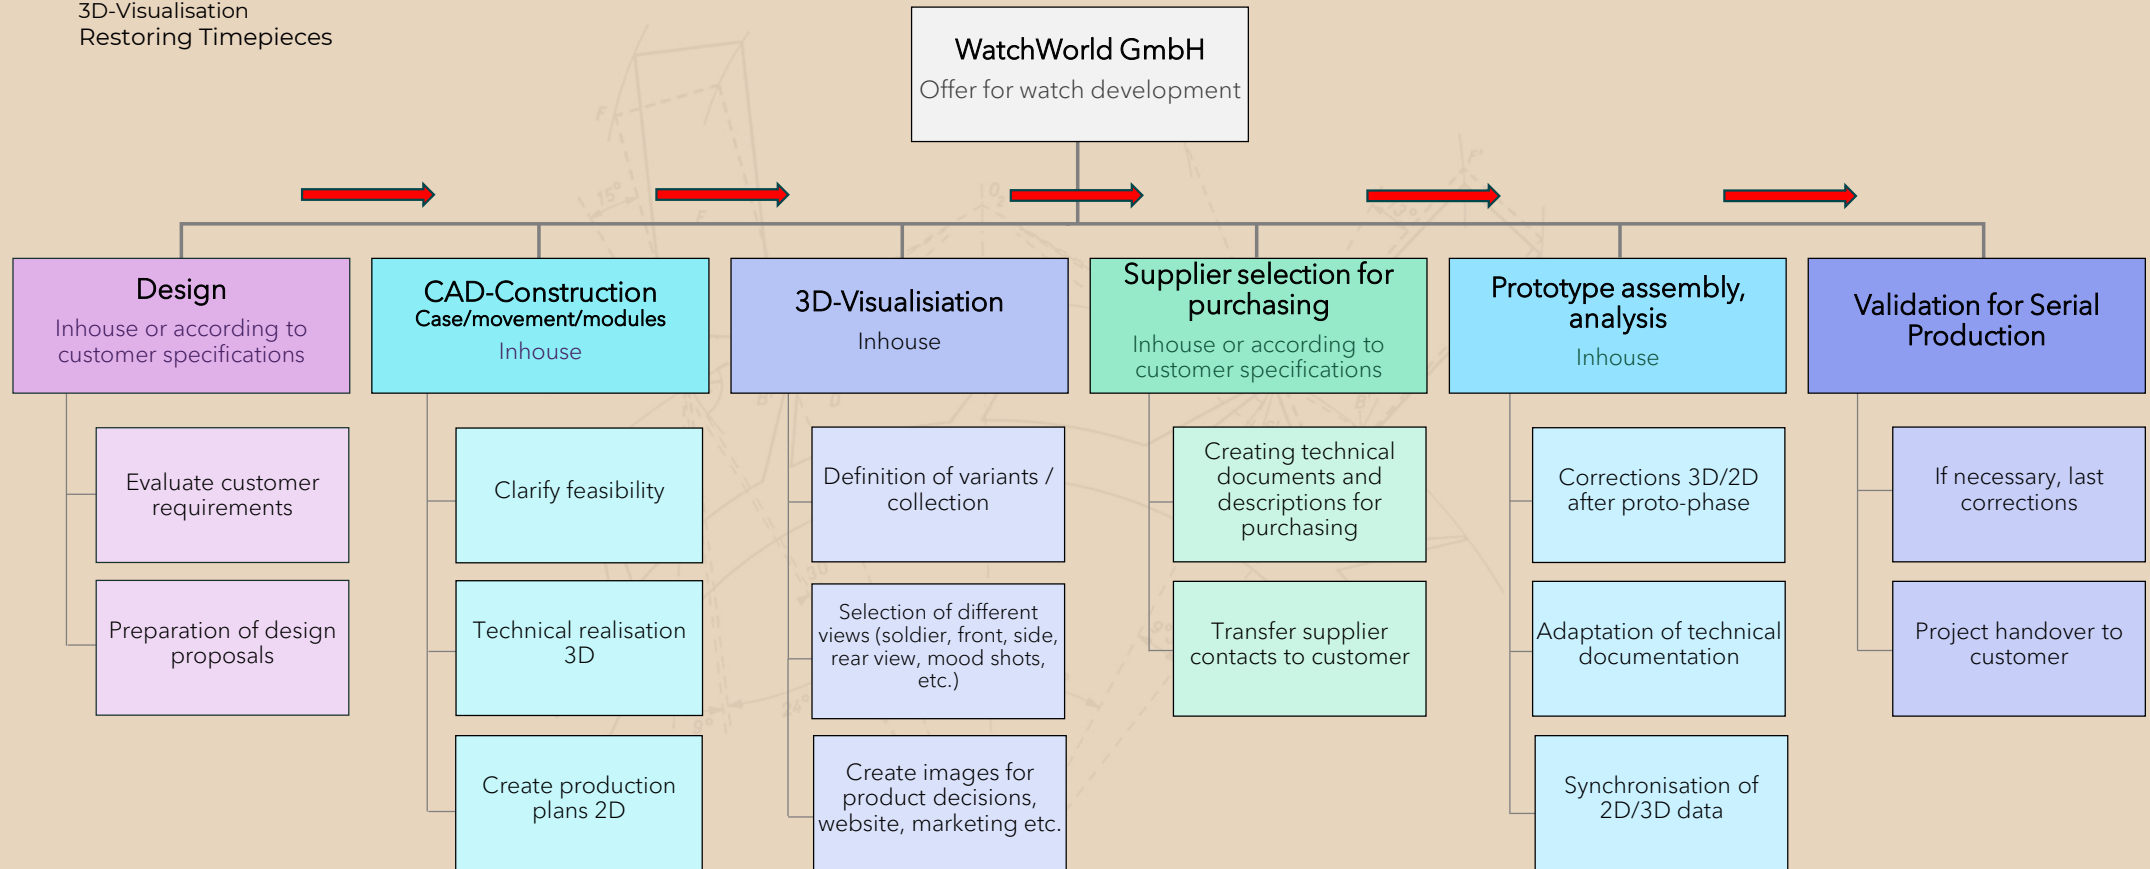 3D-Visualisation
Restoring Timepieces
WatchWorld GmbH
Offer for watch development
Design
Inhouse or according to
customer specifications
Evaluate customer
requirements
Preparation of design
proposals
CAD-Construction
Case/movement/modules
Inhouse
Clarify feasibility
Technical realisation
3D
Create production
plans 2D
3D-Visualisiation
Inhouse
Definition of variants /
collection
Selection of different
views (soldier, front, side,
rear view, mood shots,
etc.)
Create images for
product decisions,
website, marketing etc.
Supplier selection for
purchasing
Inhouse or according to
customer specifications
Creating technical
documents and
descriptions for
purchasing
Transfer supplier
contacts to customer
Prototype assembly,
analysis
Inhouse
Corrections 3D/2D
after proto-phase
Adaptation of technical
documentation
Synchronisation of
2D/3D data
Validation for Serial
Production
If necessary, last
corrections
Project handover to
customer